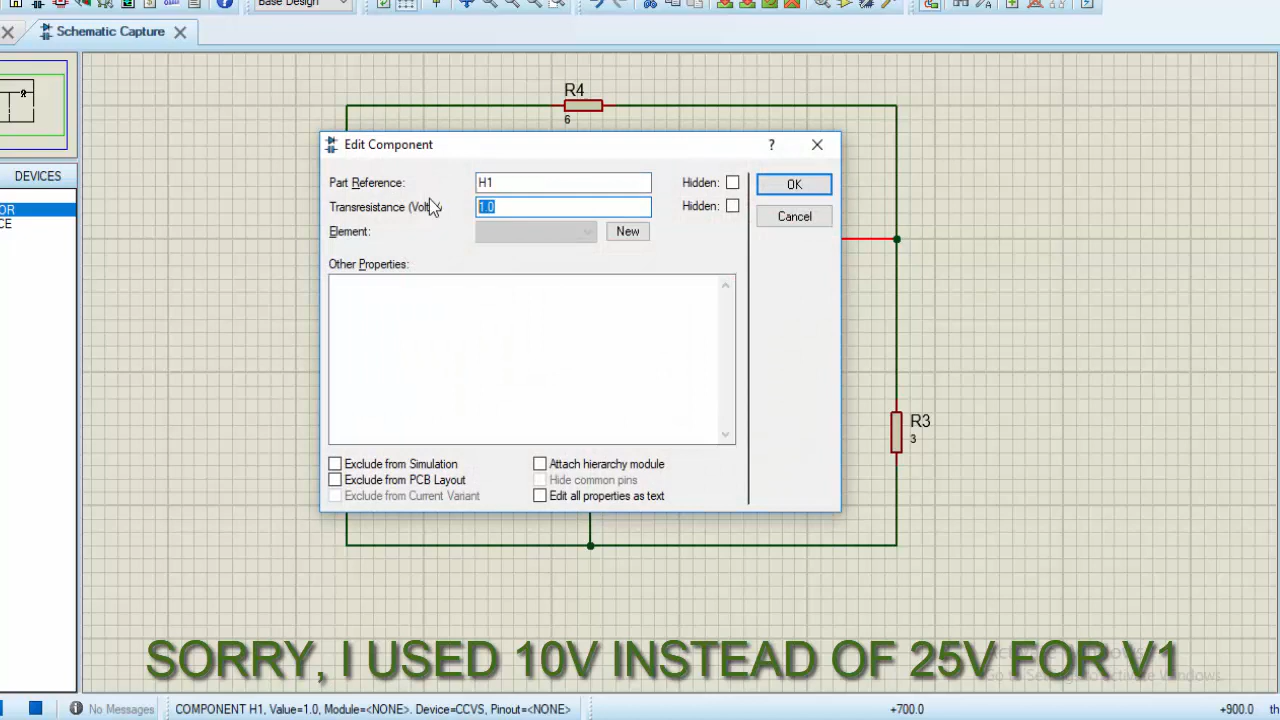 Base Design
Schematic Capture
R4
6
Edit Component
?
Part Reference:
H1
Hidden:
OK
Transresistance (Volt
1.0
Hidden:
Cancel
Element:
New
DEVICES
OR
CE
Other Properties:
R3
3
Exclude from Simulation
Attach hierarchy module
Exclude from PCB Layout
Hide common pins
Exclude from Current Variant
Edit all properties as text
SORRY, I USED 10V INSTEAD OF 25V FOR V1
No Messages
COMPONENT H1, Value=1.0, Module=<NONE>. Device=CCVS, Pinout=<NONE>
+700.0
+900.0
th